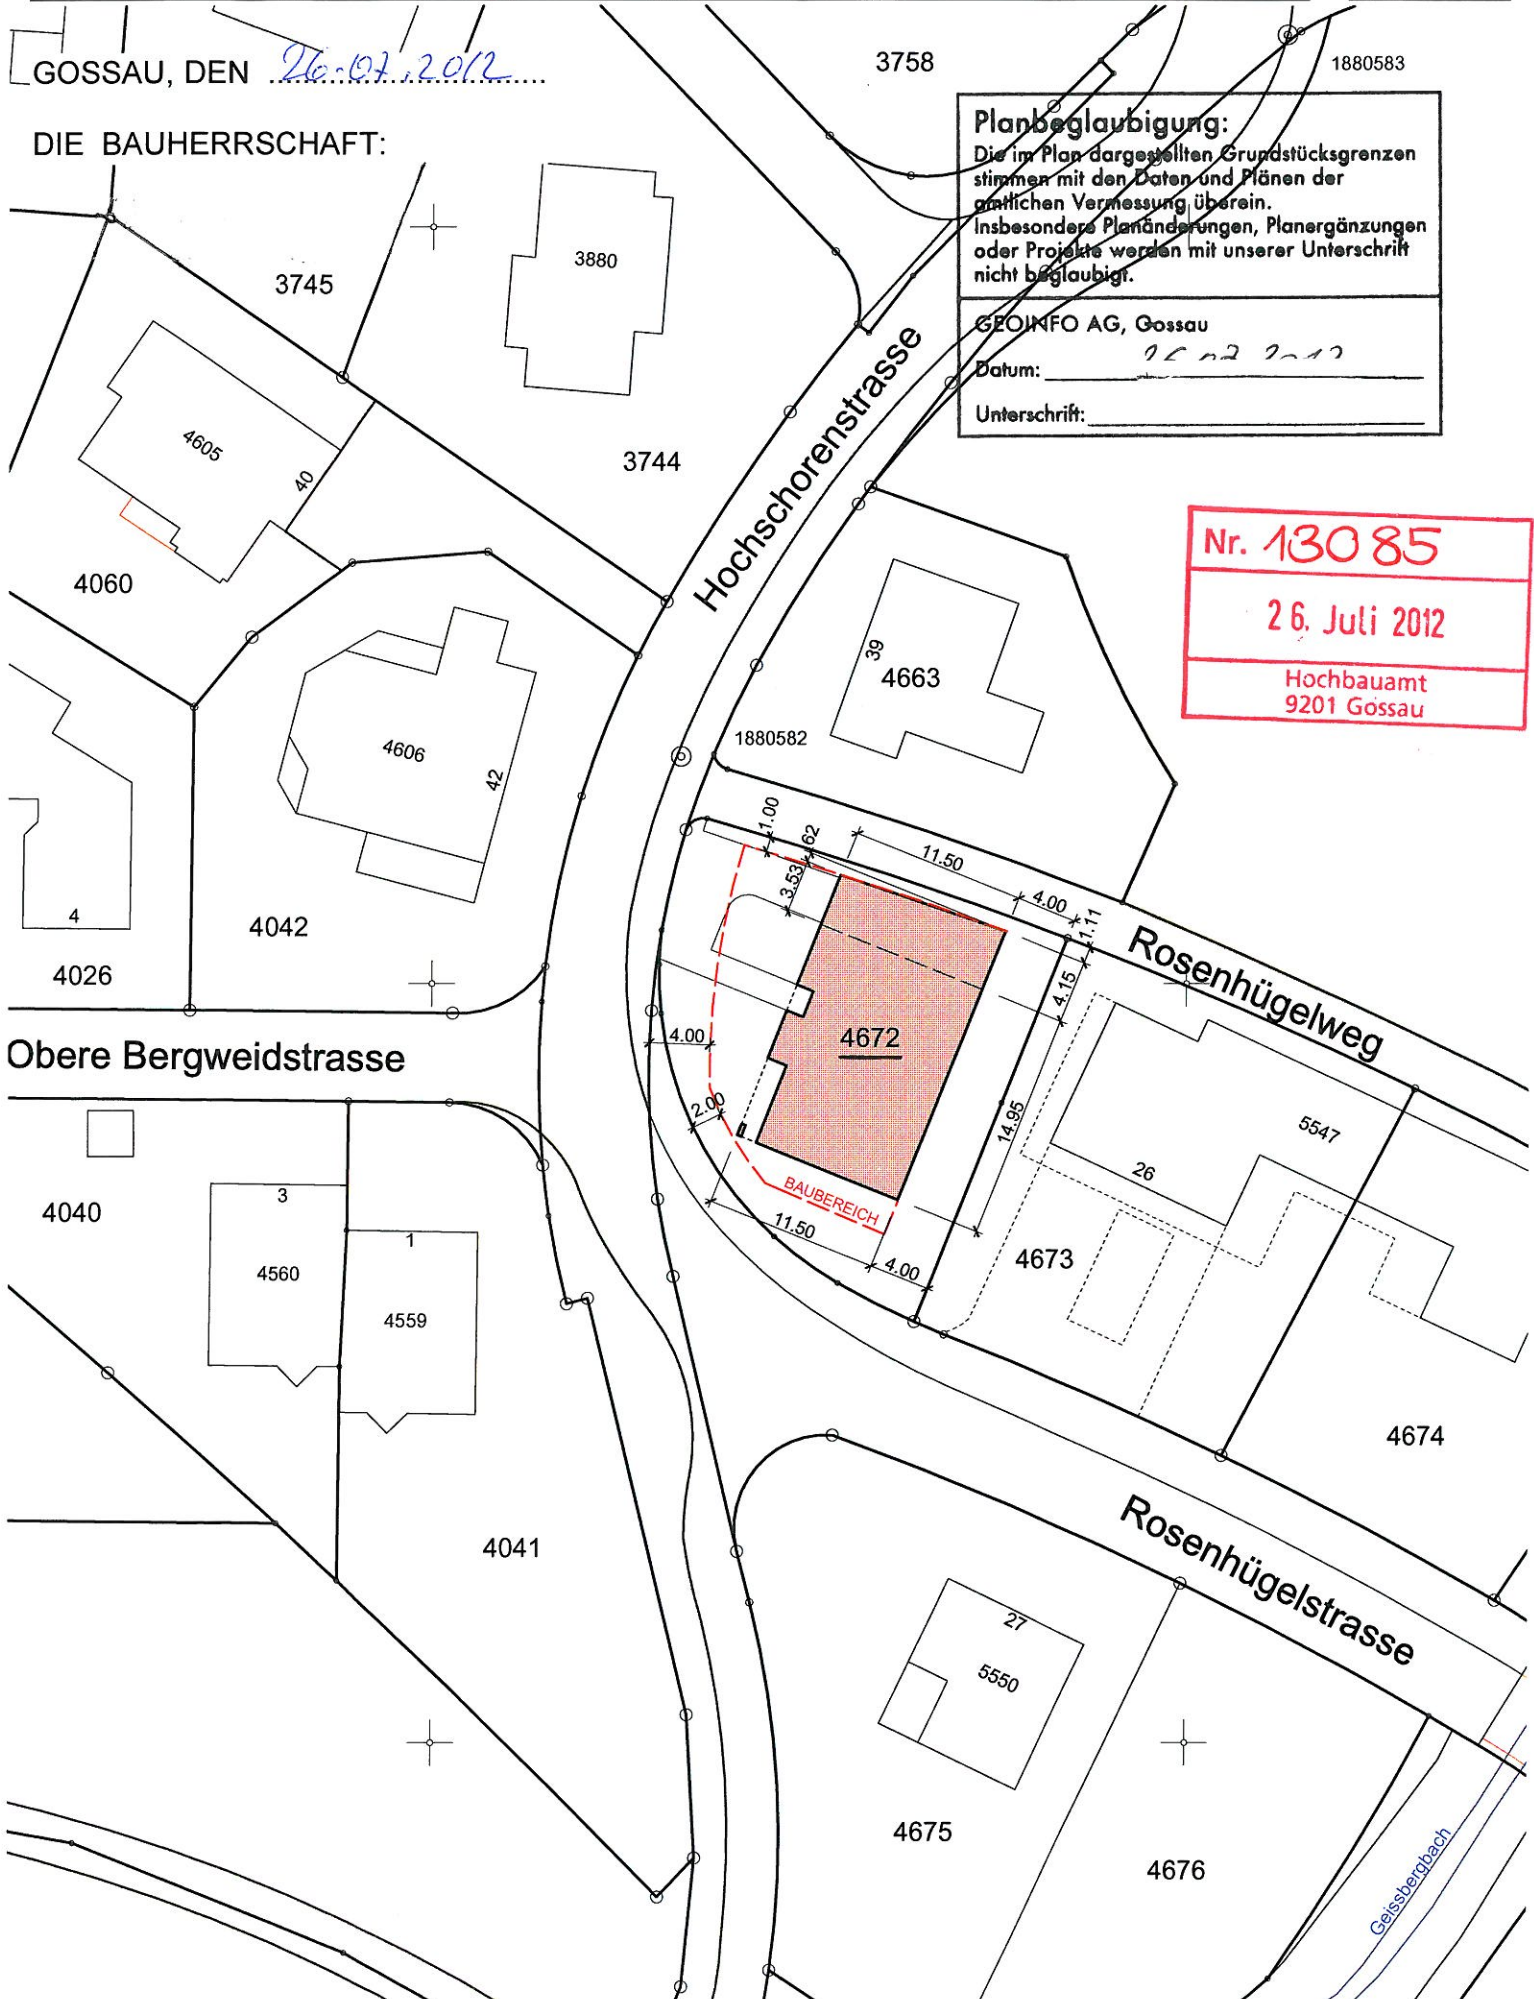 GOSSAU, DEN 26.07.2012
DIE BAUHERRSCHAFT:
3758
1880583
Planbeglaubigung:
Die im Plan dargestellten Grundstücksgrenzen
stimmen mit den Daten und Plänen der
amtlichen Vermessung überein.
Insbesondere Planänderungen, Planergänzungen
oder Projekte werden mit unserer Unterschrift
nicht beglaubigt.
GEOINFO AG, Gossau
Datum:
Unterschrift:
3745
3880
Hochschorenstrasse
4605
40
3744
Nr. 13085
26. Juli 2012
Hochbauamt
9201 Gossau
4060
39
4663
1880582
4606
42
1.00
.62
11.50
3.53
4.00
1.11
4
4042
4026
Rosenhügelweg
4.15
4672
4.00
Obere Bergweidstrasse
2.00
14.95
5547
26
BAUBEREICH
3
4040
11.50
4.00
4673
1
4560
4559
4674
4041
Rosenhügelstrasse
27
5550
4675
4676
Geissbergbach